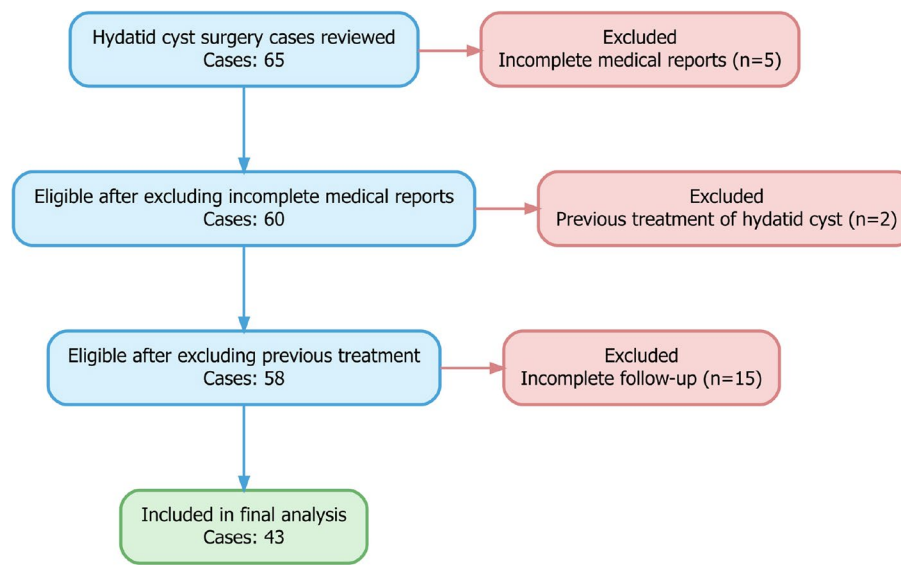 Hydatid cyst surgery cases reviewed
Cases: 65
Excluded
Incomplete medical reports (n=5)
Eligible after excluding incomplete medical reports
Cases: 60
Excluded
Previous treatment of hydatid cyst (n=2)
Eligible after excluding previous treatment
Cases: 58
Excluded
Incomplete follow-up (n=15)
Included in final analysis
Cases: 43